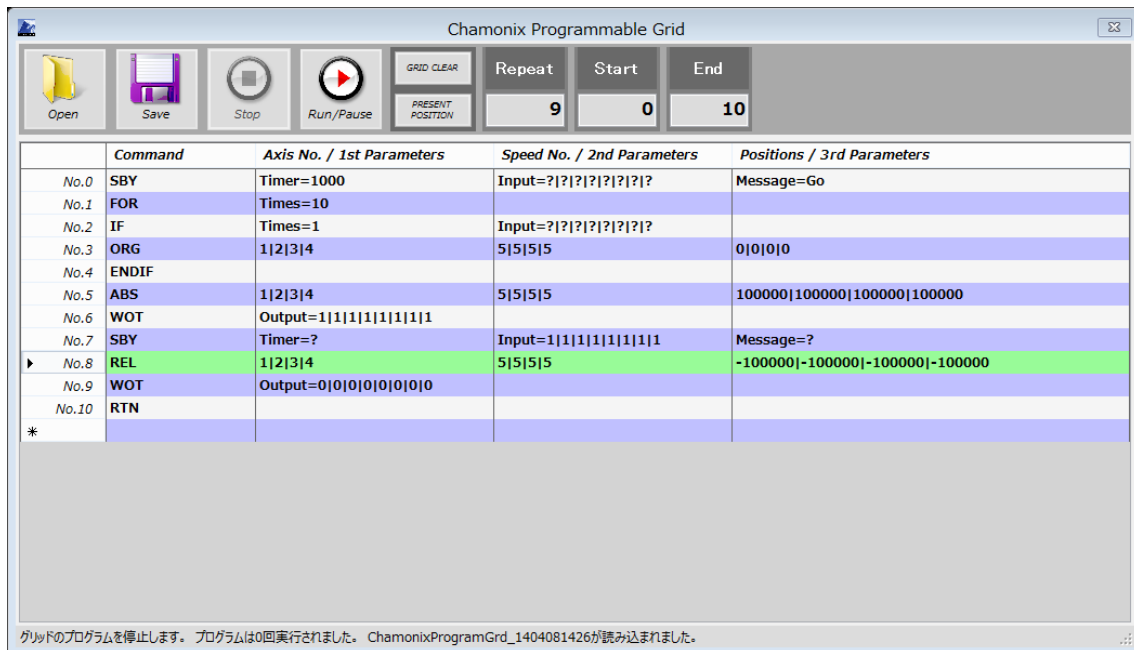 Chamonix Programmable Grid
Open
Save
Stop
Run/Pause
GRID CLEAR
PRESENT
POSITION
Repeat Start End
9 0 10
Command Axis No. / 1st Parameters Speed No. / 2nd Parameters Positions / 3rd Parameters
No.0 SBY Timer=1000 Input=?|?|?|?|?|?|?|? Message=Go
No.1 FOR Times=10
No.2 IF Times=1 Input=?|?|?|?|?|?|?|?
No.3 ORG 1|2|3|4 5|5|5|5 0|0|0|0
No.4 ENDIF
No.5 ABS 1|2|3|4 5|5|5|5 100000|100000|100000|100000
No.6 WOT Output=1|1|1|1|1|1|1|1
No.7 SBY Timer=? Input=1|1|1|1|1|1|1|1 Message=?
No.8 REL 1|2|3|4 5|5|5|5 -100000|-100000|-100000|-100000
No.9 WOT Output=0|0|0|0|0|0|0|0
No.10 RTN
*
グリッドのプログラムを停止します。 プログラムは0回実行されました。 ChamonixProgramGrd_1404081426が読み込まれました。